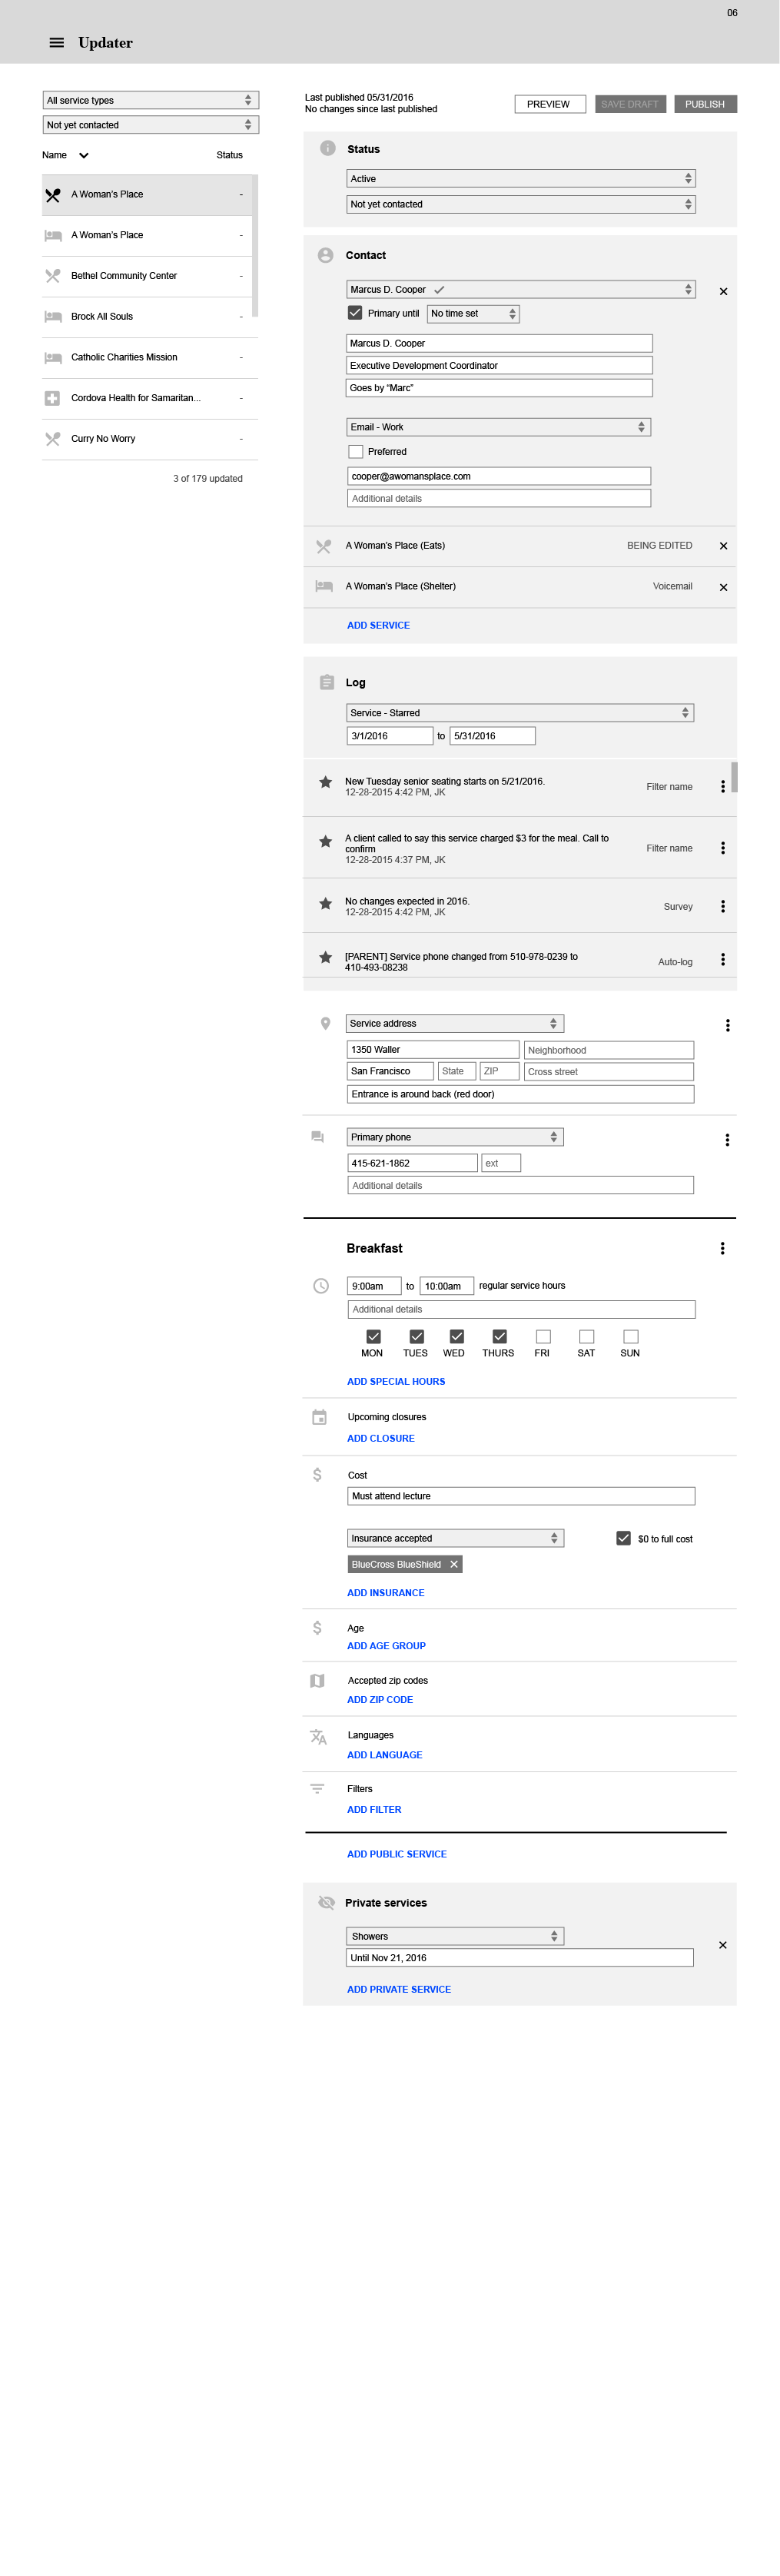 06
Updater
All service types
Not yet contacted
Name
Status
A Woman's Place
-
A Woman's Place
-
Bethel Community Center
-
Brock All Souls
-
Catholic Charities Mission
-
Cordova Health for Samaritan...
-
Curry No Worry
-
3 of 179 updated
Last published 05/31/2016
No changes since last published
PREVIEW
SAVE DRAFT
PUBLISH
Status
Active
Not yet contacted
Contact
Marcus D. Cooper
Primary until
No time set
Marcus D. Cooper
Executive Development Coordinator
Goes by “Marc”
Email - Work
Preferred
cooper@awomansplace.com
Additional details
A Woman's Place (Eats)
BEING EDITED
A Woman's Place (Shelter)
Voicemail
ADD SERVICE
Log
Service - Starred
3/1/2016 to 5/31/2016
New Tuesday senior seating starts on 5/21/2016.
12-28-2015 4:42 PM, JK
Filter name
A client called to say this service charged $3 for the meal. Call to
confirm
12-28-2015 4:37 PM, JK
Filter name
No changes expected in 2016.
12-28-2015 4:42 PM, JK
Survey
[PARENT] Service phone changed from 510-978-0239 to
410-493-08238
Auto-log
Service address
1350 Waller
Neighborhood
San Francisco
State
ZIP
Cross street
Entrance is around back (red door)
Primary phone
415-621-1862
ext
Additional details
Breakfast
9:00am to 10:00am regular service hours
Additional details
MON TUES WED THURS FRI SAT SUN
ADD SPECIAL HOURS
Upcoming closures
ADD CLOSURE
Cost
Must attend lecture
Insurance accepted
$0 to full cost
BlueCross BlueShield
ADD INSURANCE
Age
ADD AGE GROUP
Accepted zip codes
ADD ZIP CODE
Languages
ADD LANGUAGE
Filters
ADD FILTER
ADD PUBLIC SERVICE
Private services
Showers
Until Nov 21, 2016
ADD PRIVATE SERVICE